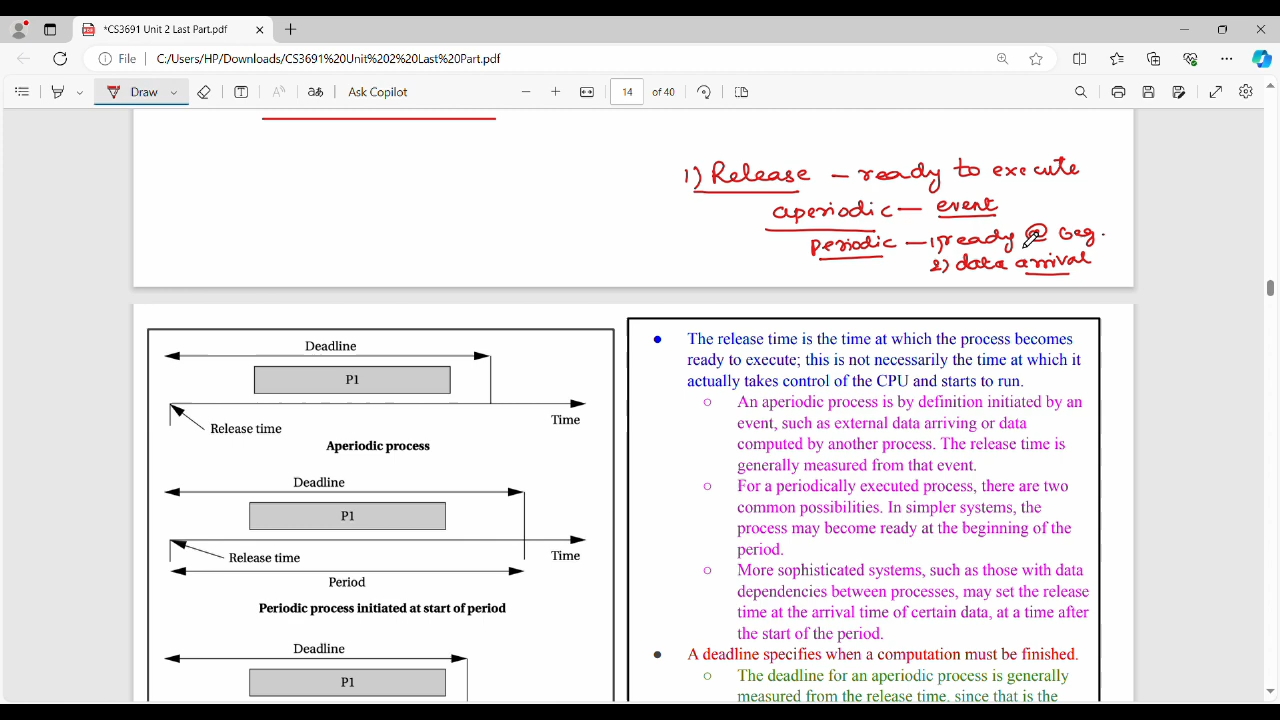 *CS3691 Unit 2 Last Part.pdf
File
C:/Users/HP/Downloads/CS3691%20Unit%202%20Last%20Part.pdf
Draw
Ask Copilot
14 of 40
1) Release – ready to execute
aperiodic – event
periodic – 1) ready @ beg.
2) data arrival
Deadline
P1
Time
Release time
Aperiodic process
Deadline
P1
Time
Release time
Period
Periodic process initiated at start of period
Deadline
P1
● The release time is the time at which the process becomes
ready to execute; this is not necessarily the time at which it
actually takes control of the CPU and starts to run.
○ An aperiodic process is by definition initiated by an
event, such as external data arriving or data
computed by another process. The release time is
generally measured from that event.
○ For a periodically executed process, there are two
common possibilities. In simpler systems, the
process may become ready at the beginning of the
period.
○ More sophisticated systems, such as those with data
dependencies between processes, may set the release
time at the arrival time of certain data, at a time after
the start of the period.
● A deadline specifies when a computation must be finished.
○ The deadline for an aperiodic process is generally
measured from the release time, since that is the